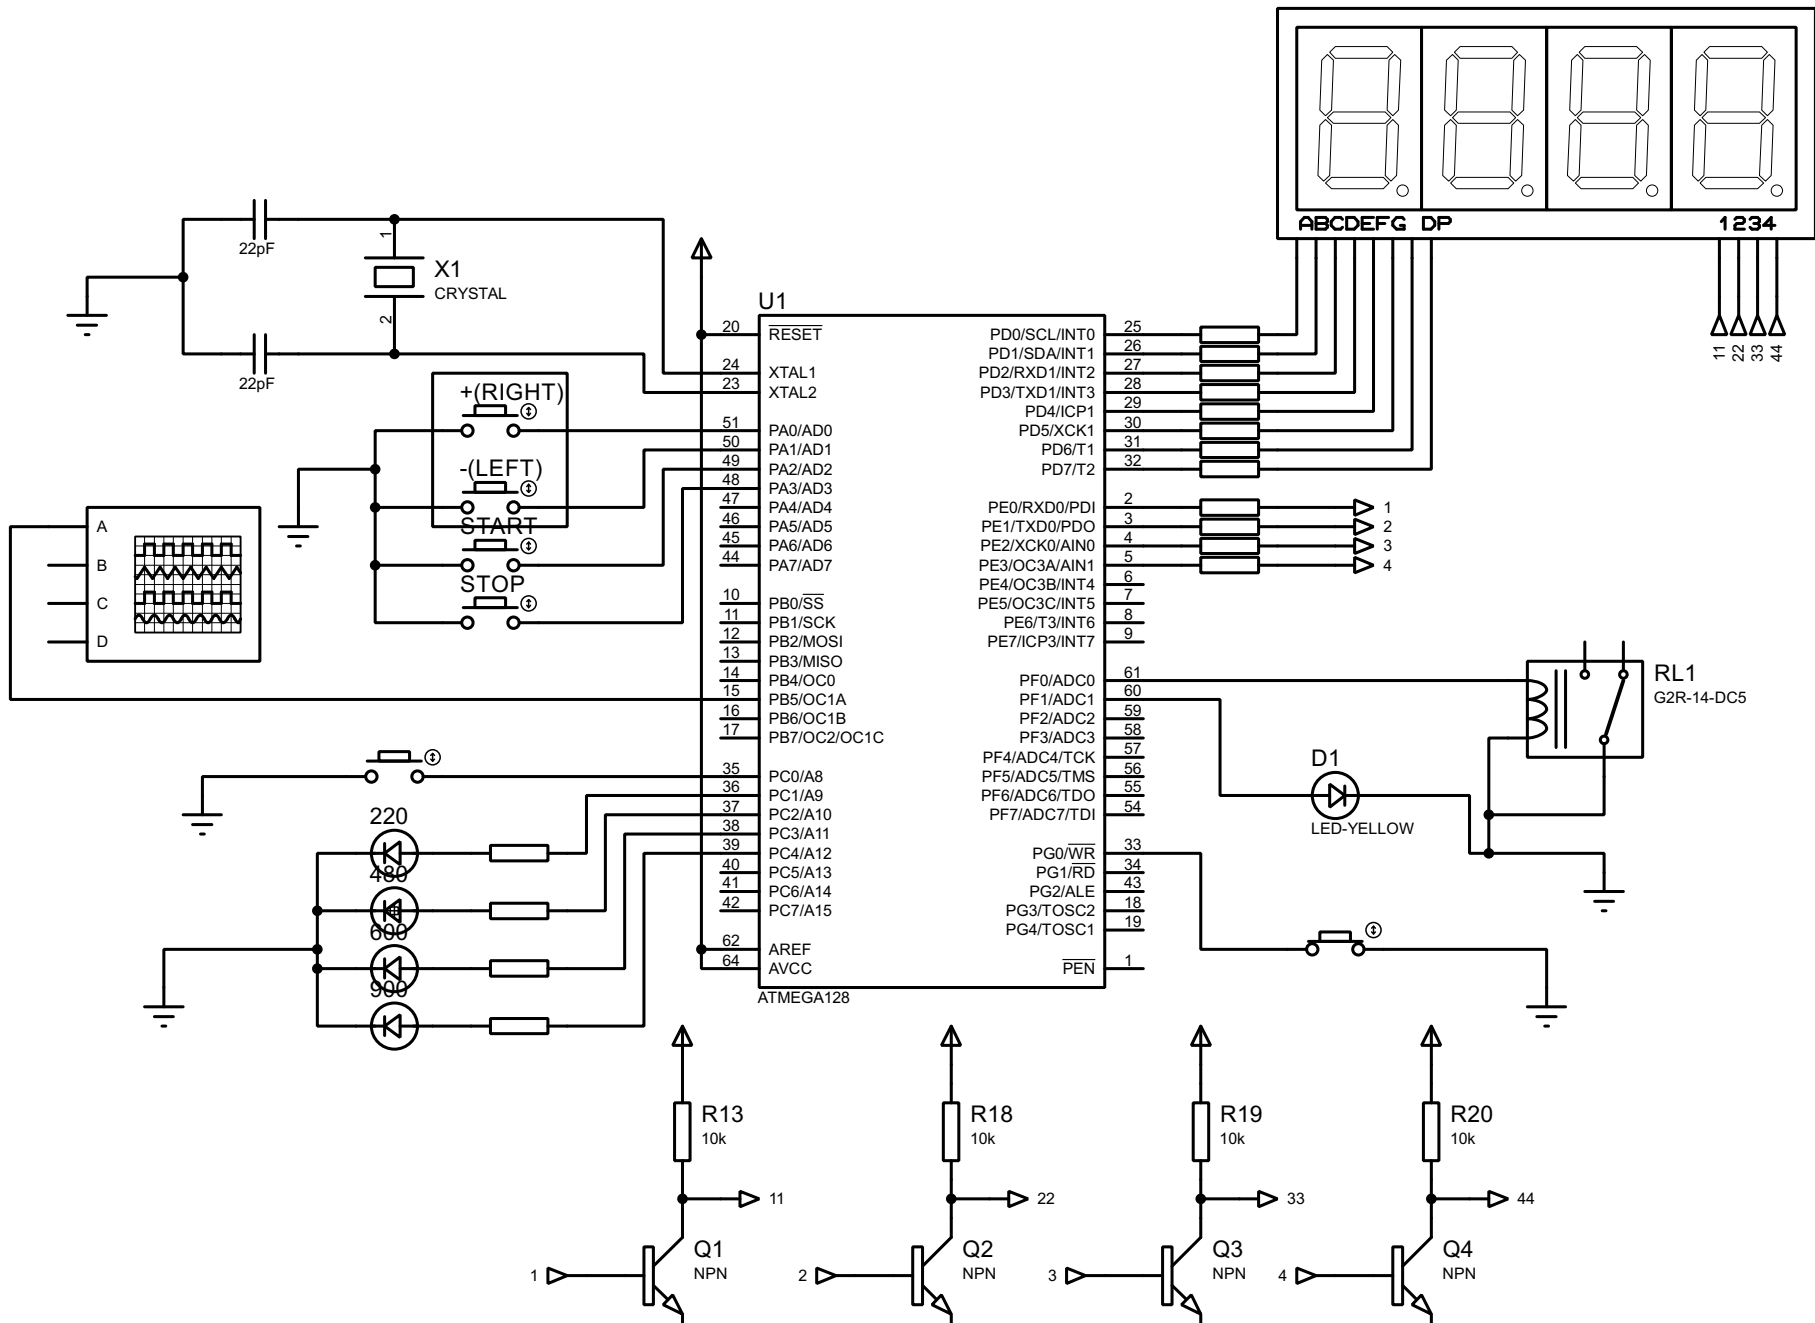 ABCDEFG DP
1234
11
22
33
44
22pF
1
X1
CRYSTAL
2
22pF
U1
20 RESET
24 XTAL1
23 XTAL2
51 PA0/AD0
50 PA1/AD1
49 PA2/AD2
48 PA3/AD3
47 PA4/AD4
46 PA5/AD5
45 PA6/AD6
44 PA7/AD7
10 PB0/SS
11 PB1/SCK
12 PB2/MOSI
13 PB3/MISO
14 PB4/OC0
15 PB5/OC1A
16 PB6/OC1B
17 PB7/OC2/OC1C
35 PC0/A8
36 PC1/A9
37 PC2/A10
38 PC3/A11
39 PC4/A12
40 PC5/A13
41 PC6/A14
42 PC7/A15
62 AREF
64 AVCC
PD0/SCL/INT0 25
PD1/SDA/INT1 26
PD2/RXD1/INT2 27
PD3/TXD1/INT3 28
PD4/ICP1 29
PD5/XCK1 30
PD6/T1 31
PD7/T2 32
PE0/RXD0/PDI 2
PE1/TXD0/PDO 3
PE2/XCK0/AIN0 4
PE3/OC3A/AIN1 5
PE4/OC3B/INT4 6
PE5/OC3C/INT5 7
PE6/T3/INT6 8
PE7/ICP3/INT7 9
PF0/ADC0 61
PF1/ADC1 60
PF2/ADC2 59
PF3/ADC3 58
PF4/ADC4/TCK 57
PF5/ADC5/TMS 56
PF6/ADC6/TDO 55
PF7/ADC7/TDI 54
PG0/WR 33
PG1/RD 34
PG2/ALE 43
PG3/TOSC2 18
PG4/TOSC1 19
PEN 1
ATMEGA128
+(RIGHT)
-(LEFT)
START
STOP
A
B
C
D
1
2
3
4
RL1
G2R-14-DC5
D1
LED-YELLOW
220
480
600
900
R13
10k
11
Q1
NPN
1
R18
10k
22
Q2
NPN
2
R19
10k
33
Q3
NPN
3
R20
10k
44
Q4
NPN
4